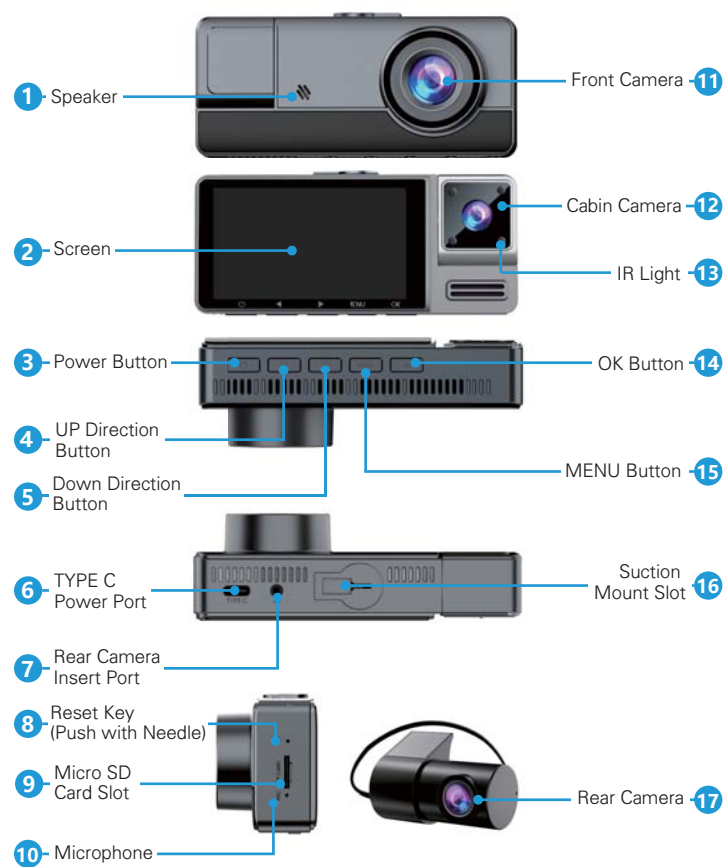 1 Speaker
Front Camera 11
Cabin Camera 12
2 Screen
IR Light 13
MENU OK
3 Power Button
OK Button 14
4 UP Direction
Button
5 Down Direction
Button
MENU Button 15
6 TYPE C
Power Port
TYPE C
Suction
Mount Slot 16
7 Rear Camera
Insert Port
8 Reset Key
(Push with Needle)
9 Micro SD
Card Slot
Rear Camera 17
10 Microphone